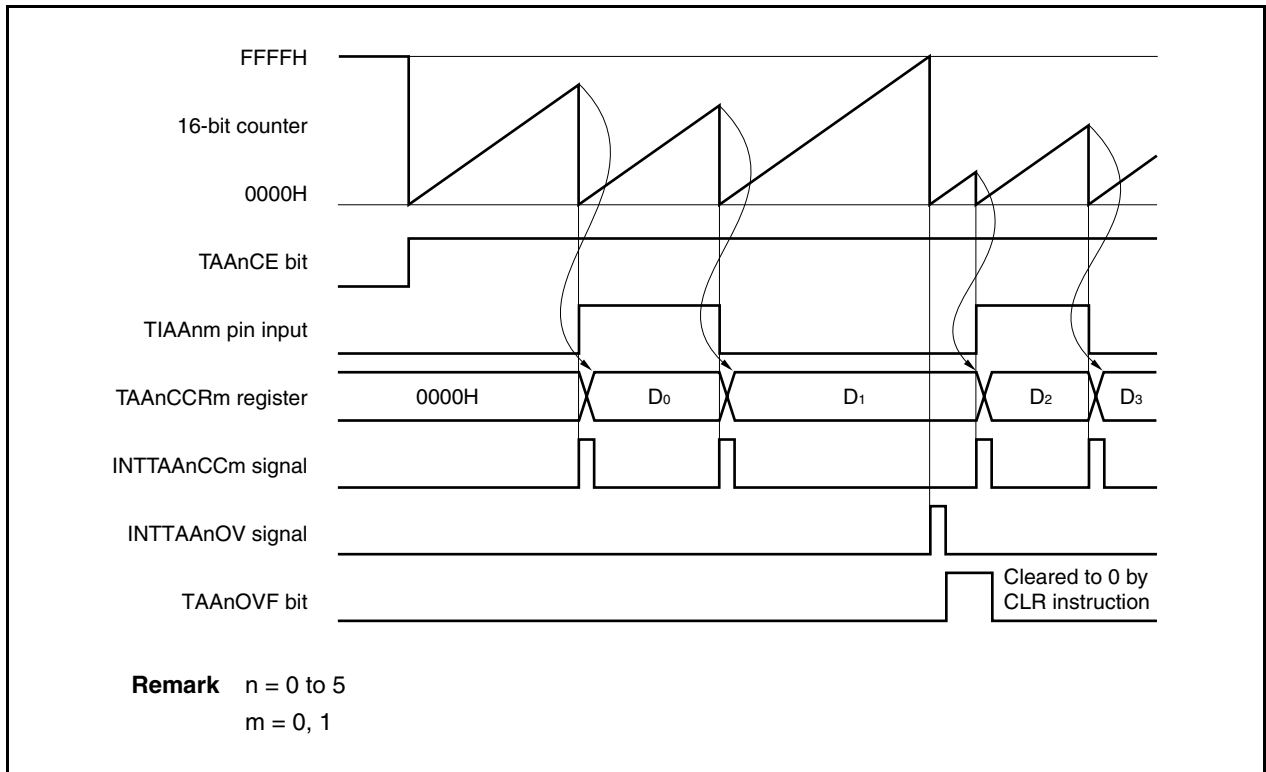 FFFFH
16-bit counter
0000H
TAAnCE bit
TIAAnm pin input
TAAnCCRm register
0000H
D0
D1
D2
D3
INTTAAnCCm signal
INTTAAnOV signal
TAAnOVF bit
Cleared to 0 by
CLR instruction
Remark n = 0 to 5
m = 0, 1